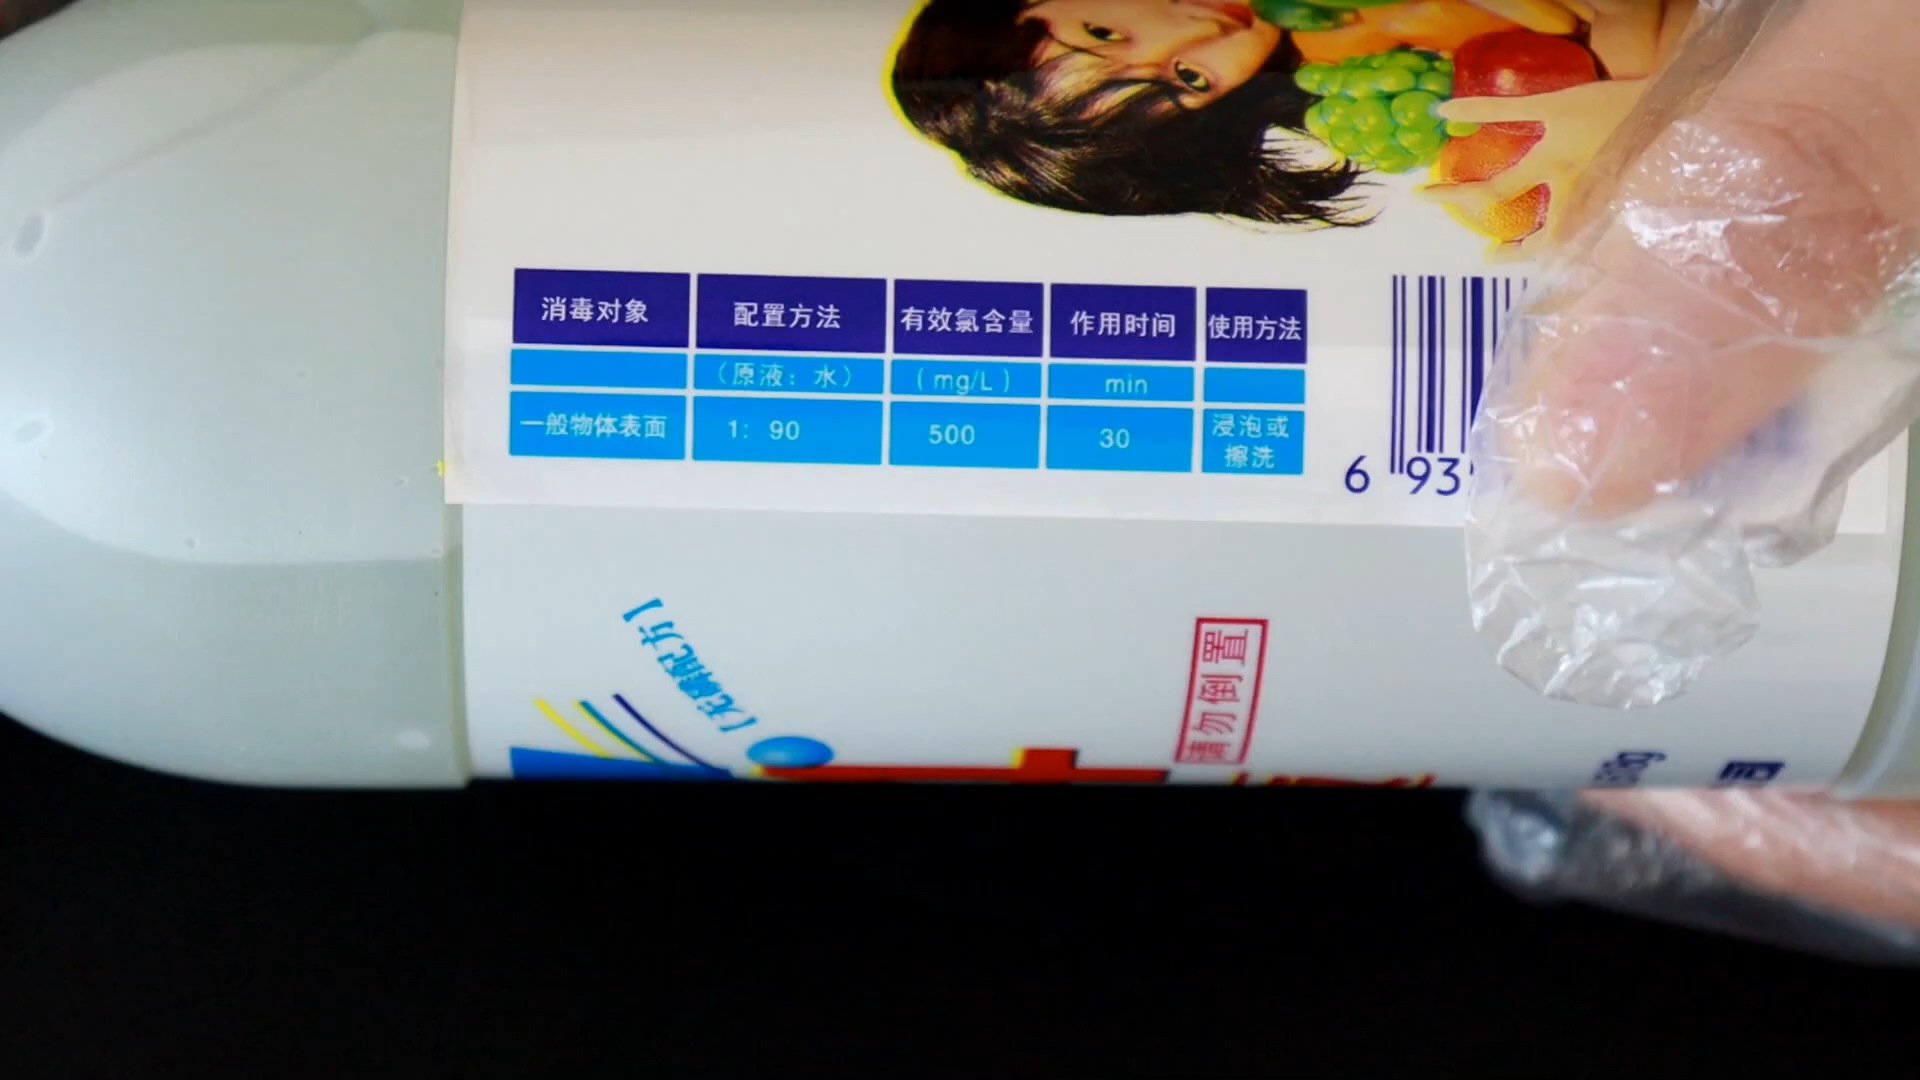 消毒对象 配置方法 有效氯含量 作用时间 使用方法
（原液：水） （mg/L） min
一般物体表面 1：90 500 30 浸泡或
擦洗
6 93
【无磷配方】
请勿倒置